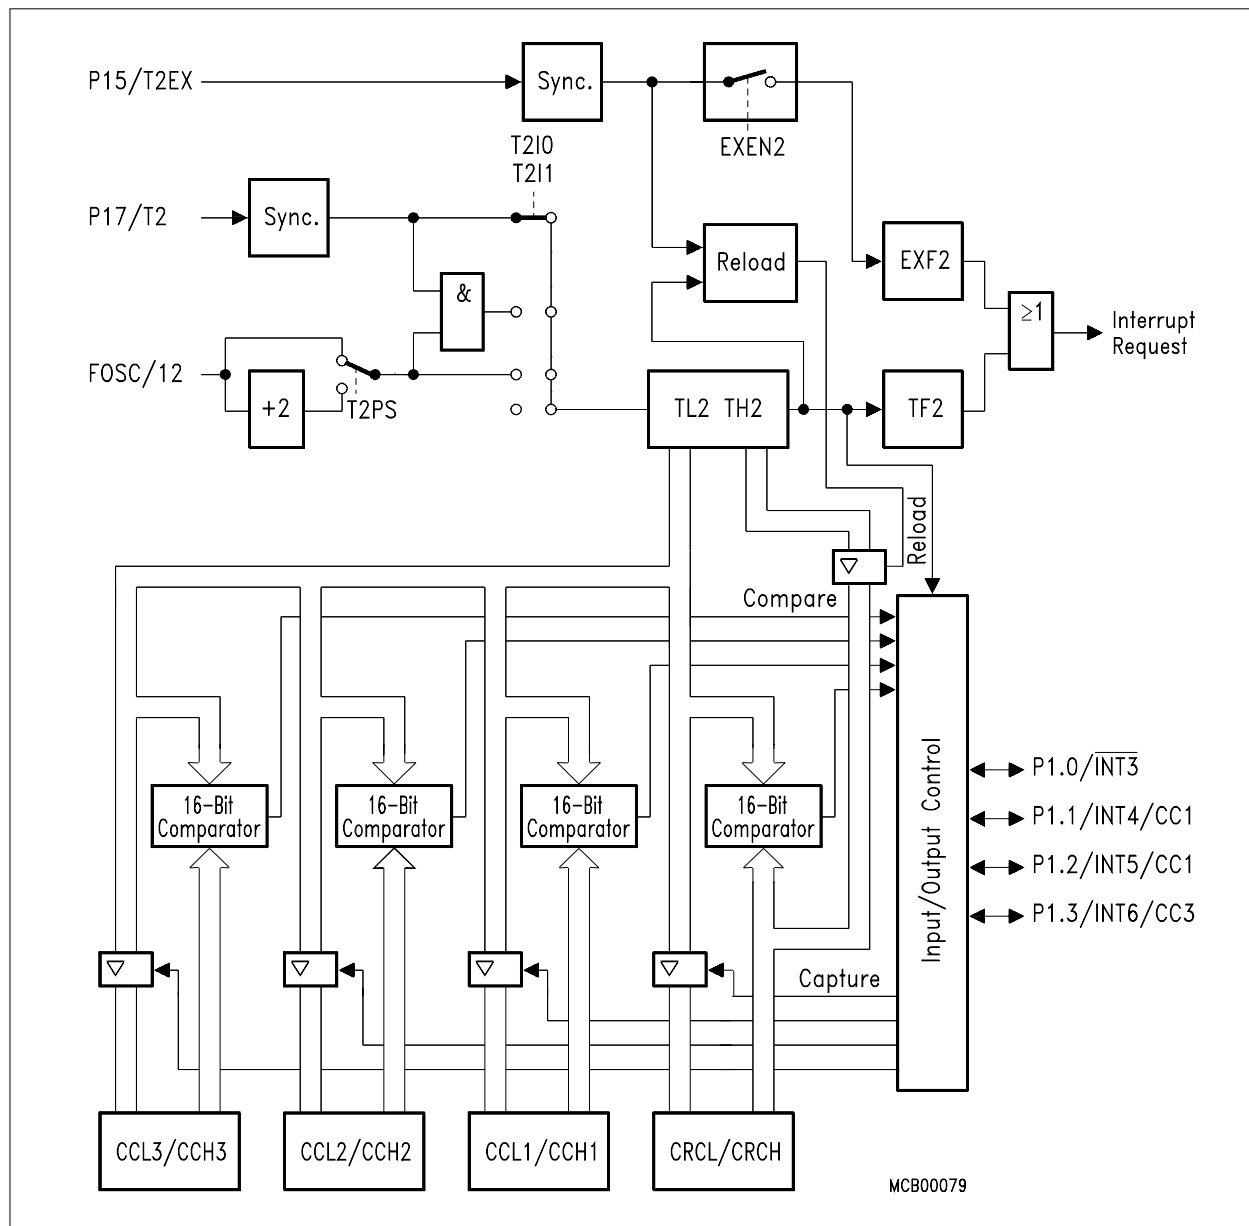 P15/T2EX
Sync.
EXEN2
T2I0
T2I1
P17/T2
Sync.
&
Reload
EXF2
≥1
Interrupt
Request
FOSC/12
+2
T2PS
TL2 TH2
TF2
Reload
Compare
Input/Output Control
P1.0/I̅N̅T̅3̅
P1.1/INT4/CC1
P1.2/INT5/CC1
P1.3/INT6/CC3
16-Bit
Comparator
16-Bit
Comparator
16-Bit
Comparator
16-Bit
Comparator
Capture
CCL3/CCH3
CCL2/CCH2
CCL1/CCH1
CRCL/CRCH
MCB00079